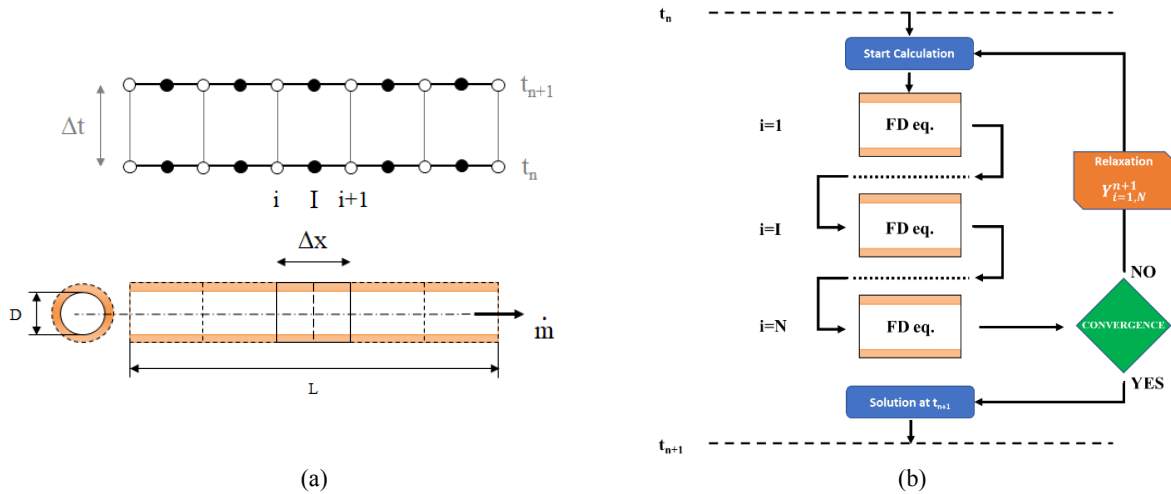 t_{n+1}
Δt
t_n
i I i+1
Δx
D
ṁ
L
(a)
t_n
Start Calculation
i=1
FD eq.
Relaxation
Y_{i=1,N}^{n+1}
i=I
FD eq.
NO
i=N
FD eq.
CONVERGENCE
YES
Solution at t_{n+1}
t_{n+1}
(b)